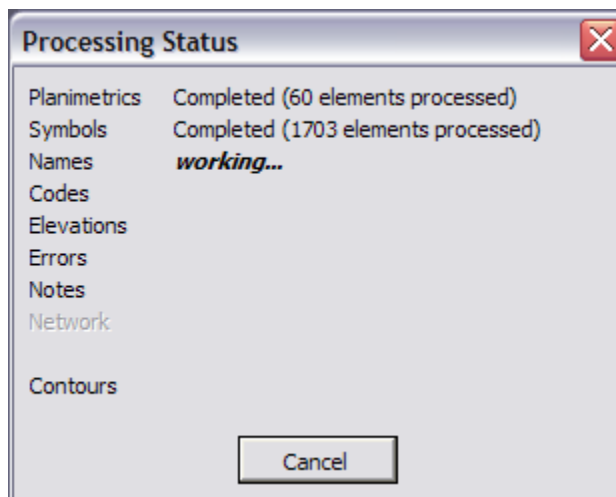 Processing Status
Planimetrics Completed (60 elements processed)
Symbols Completed (1703 elements processed)
Names working...
Codes
Elevations
Errors
Notes
Network
Contours
Cancel